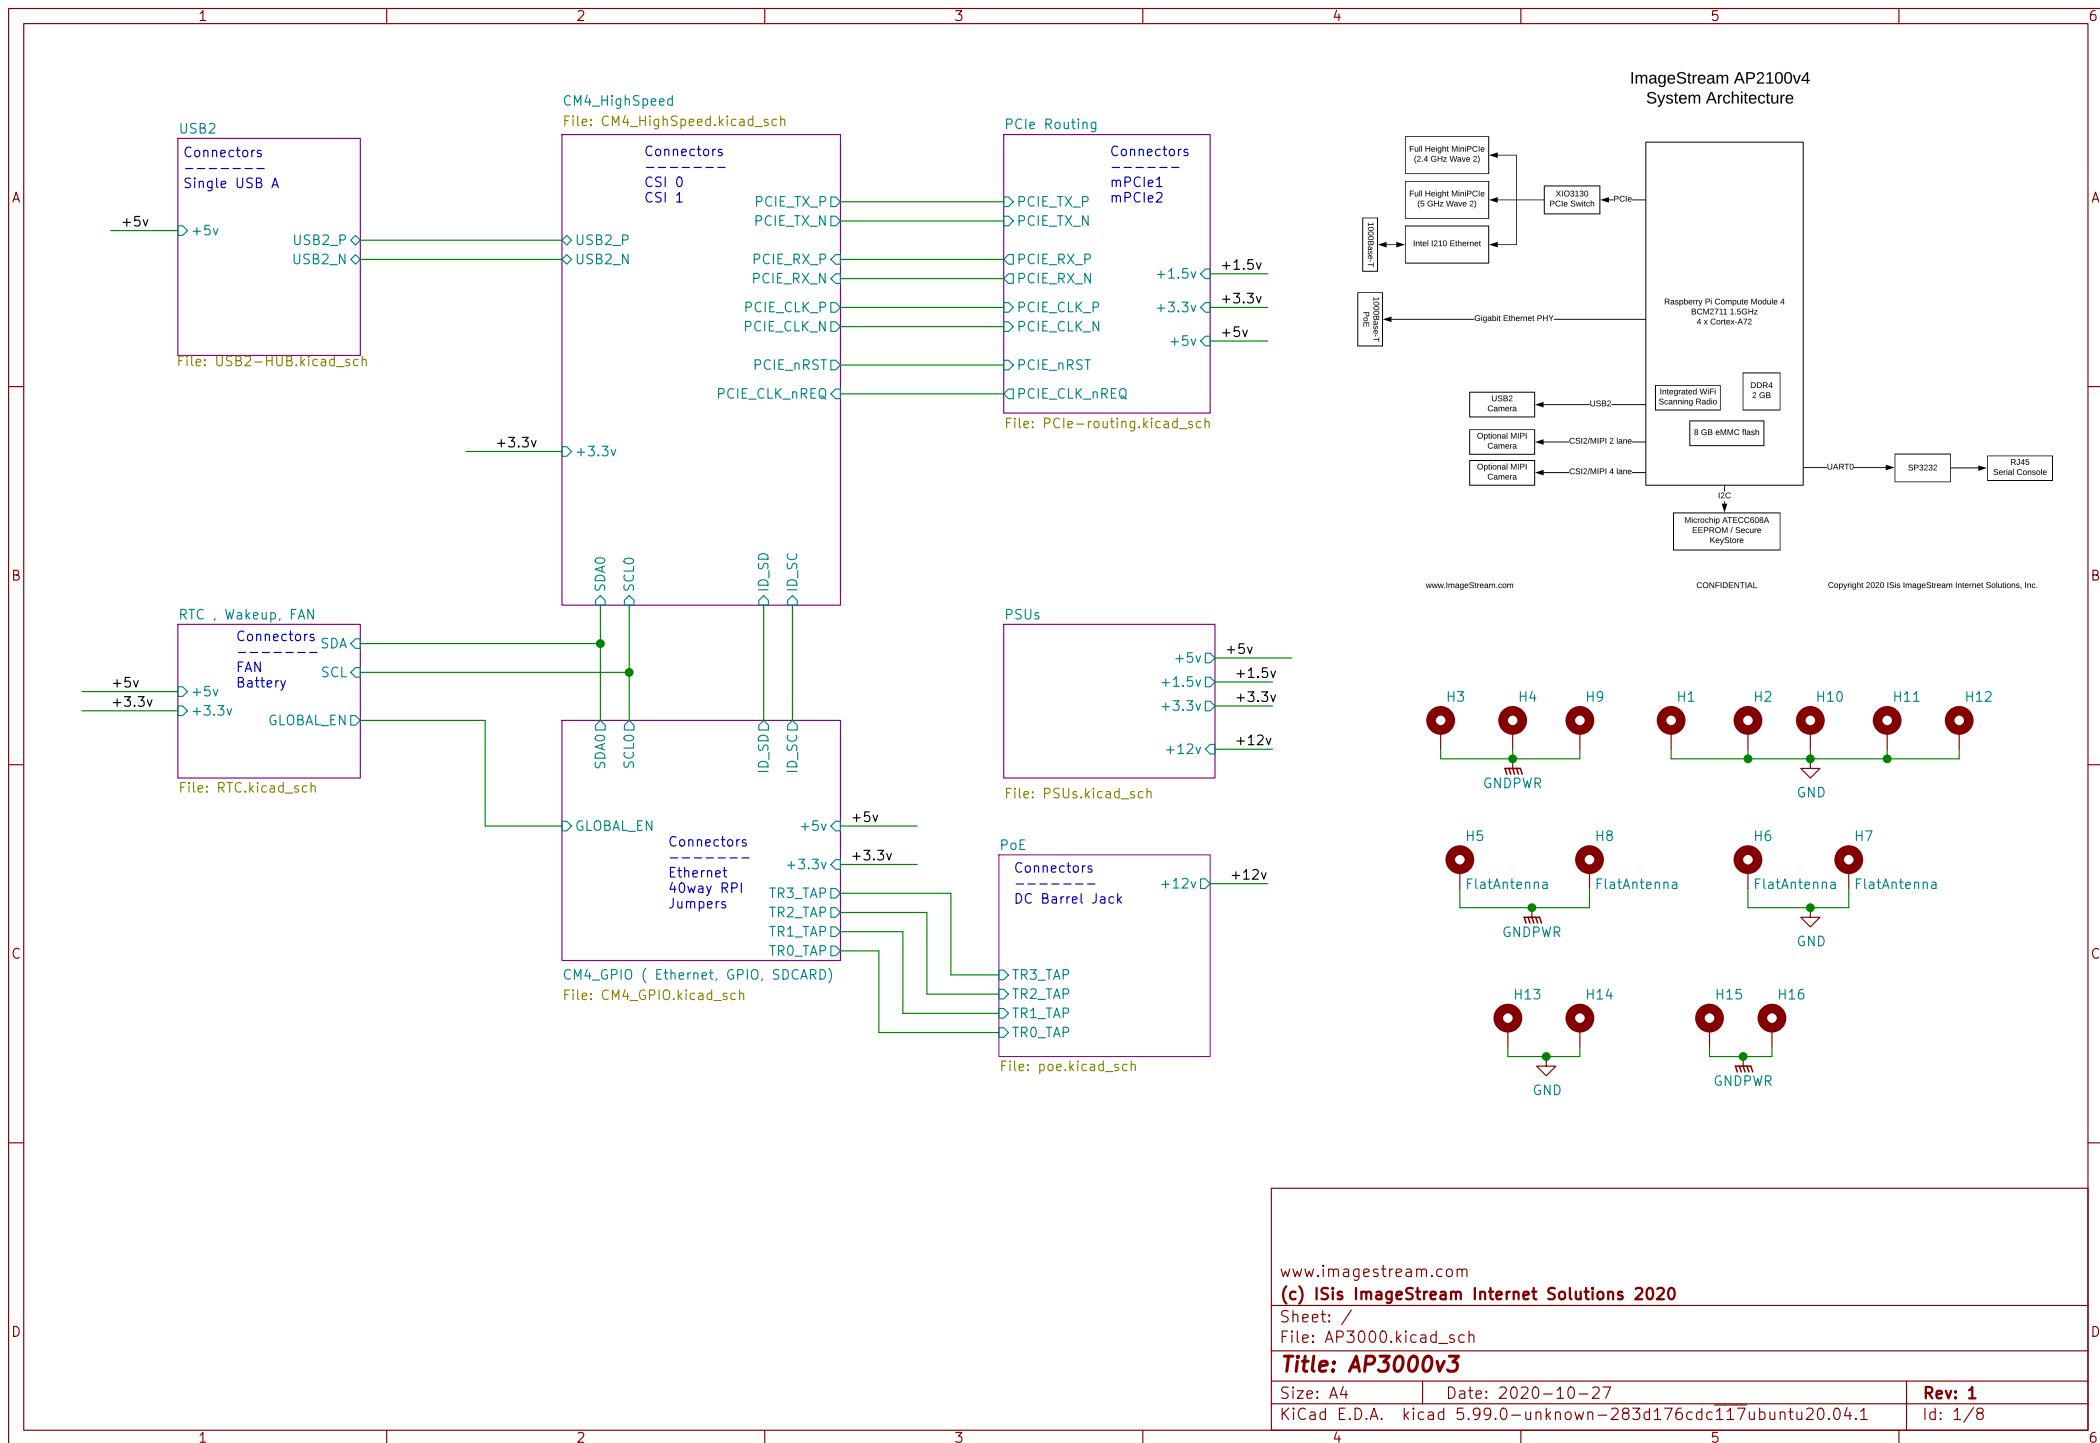 1 2 3 4 5 6
ImageStream AP2100v4
System Architecture
CM4_HighSpeed
File: CM4_HighSpeed.kicad_sch
Connectors
-------
CSI 0
CSI 1
PCIE_TX_P
PCIE_TX_N
PCIE_RX_P
PCIE_RX_N
PCIE_CLK_P
PCIE_CLK_N
PCIE_nRST
PCIE_CLK_nREQ
USB2_P
USB2_N
+3.3v
+3.3v
SDA0
SCL0
ID_SD
ID_SC
USB2
Connectors
-------
Single USB A
+5v
+5v
USB2_P
USB2_N
File: USB2-HUB.kicad_sch
PCIe Routing
Connectors
------
mPCIe1
mPCIe2
PCIE_TX_P
PCIE_TX_N
PCIE_RX_P
PCIE_RX_N
PCIE_CLK_P
PCIE_CLK_N
PCIE_nRST
PCIE_CLK_nREQ
+1.5v
+1.5v
+3.3v
+3.3v
+5v
+5v
File: PCIe-routing.kicad_sch
Full Height MiniPCIe
(2.4 GHz Wave 2)
Full Height MiniPCIe
(5 GHz Wave 2)
XIO3130
PCIe Switch
PCIe
1000Base-T
Intel I210 Ethernet
1000Base-T
PoE
Gigabit Ethernet PHY
Raspberry Pi Compute Module 4
BCM2711 1.5GHz
4 x Cortex-A72
Integrated WiFi
Scanning Radio
DDR4
2 GB
8 GB eMMC flash
USB2
Camera
USB2
Optional MIPI
Camera
CSI2/MIPI 2 lane
Optional MIPI
Camera
CSI2/MIPI 4 lane
UART0
SP3232
RJ45
Serial Console
I2C
Microchip ATECC608A
EEPROM / Secure
KeyStore
www.ImageStream.com
CONFIDENTIAL
Copyright 2020 ISis ImageStream Internet Solutions, Inc.
RTC , Wakeup, FAN
Connectors
-------
FAN
Battery
SDA
SCL
+5v
+5v
+3.3v
+3.3v
GLOBAL_EN
File: RTC.kicad_sch
SDA0
SCL0
ID_SD
ID_SC
GLOBAL_EN
Connectors
-------
Ethernet
40way RPI
Jumpers
+5v
+5v
+3.3v
+3.3v
TR3_TAP
TR2_TAP
TR1_TAP
TR0_TAP
CM4_GPIO ( Ethernet, GPIO, SDCARD)
File: CM4_GPIO.kicad_sch
PSUs
+5v
+5v
+1.5v
+1.5v
+3.3v
+3.3v
+12v
+12v
File: PSUs.kicad_sch
PoE
Connectors
-------
DC Barrel Jack
+12v
+12v
TR3_TAP
TR2_TAP
TR1_TAP
TR0_TAP
File: poe.kicad_sch
H3 H4 H9
GNDPWR
H1 H2 H10 H11 H12
GND
H5 H8
FlatAntenna FlatAntenna
GNDPWR
H6 H7
FlatAntenna FlatAntenna
GND
H13 H14
GND
H15 H16
GNDPWR
A A
B B
C C
D D
www.imagestream.com
(c) ISis ImageStream Internet Solutions 2020
Sheet: /
File: AP3000.kicad_sch
Title: AP3000v3
Size: A4 Date: 2020-10-27 Rev: 1
KiCad E.D.A. kicad 5.99.0-unknown-283d176cdc117ubuntu20.04.1 Id: 1/8
1 2 3 4 5 6